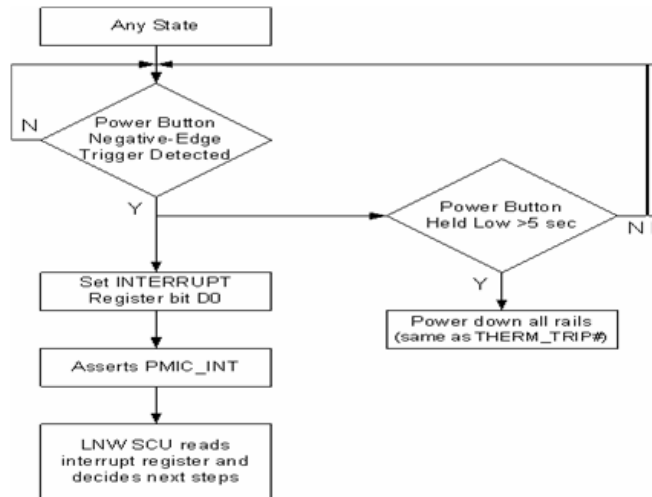 Any State
N
Power Button
Negative-Edge
Trigger Detected
Y
Power Button
Held Low >5 sec
N
Y
Set INTERRUPT
Register bit D0
Power down all rails
(same as THERM_TRIP#)
Asserts PMIC_INT
LNW SCU reads
interrupt register and
decides next steps